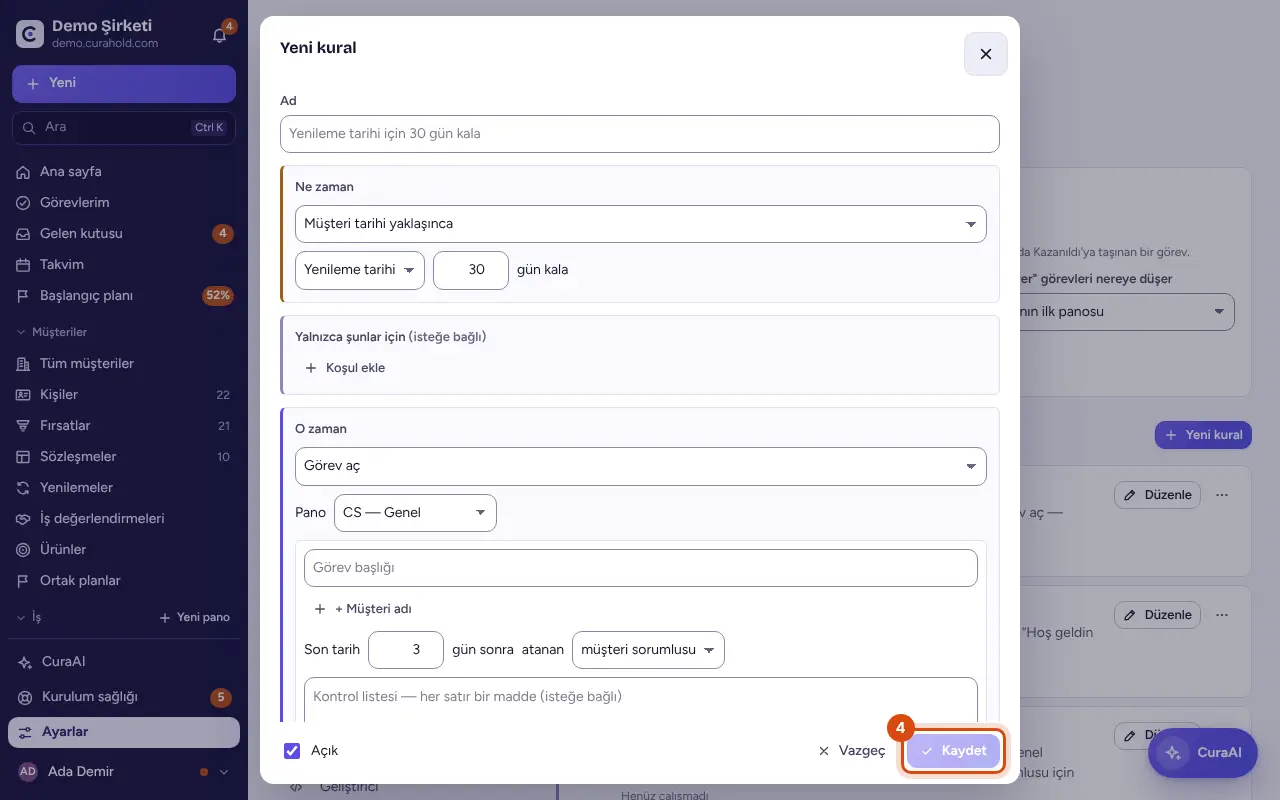 Demo Şirketi
demo.curahold.com
4
Yeni
Ara
Ctrl K
Ana sayfa
Görevlerim
Gelen kutusu
4
Takvim
Başlangıç planı
52%
Müşteriler
Tüm müşteriler
Kişiler
22
Fırsatlar
21
Sözleşmeler
10
Yenilemeler
İş değerlendirmeleri
Ürünler
Ortak planlar
İş
+ Yeni pano
CuraAI
Kurulum sağlığı
5
Ayarlar
AD
Ada Demir
Yeni kural
Ad
Yenileme tarihi için 30 gün kala
Ne zaman
Müşteri tarihi yaklaşınca
Yenileme tarihi
30
gün kala
Yalnızca şunlar için (isteğe bağlı)
+ Koşul ekle
O zaman
Görev aç
Pano
CS — Genel
Görev başlığı
+ + Müşteri adı
Son tarih
3
gün sonra
atanan
müşteri sorumlusu
Kontrol listesi — her satır bir madde (isteğe bağlı)
Açık
Vazgeç
4
Kaydet
da Kazanıldı'ya taşınan bir görev.
er" görevleri nereye düşer
nın ilk panosu
+ Yeni kural
Düzenle
v aç —
Düzenle
"Hoş geldin
enel
lusu için
CuraAI
Geliştirici
Henüz çalışmadı